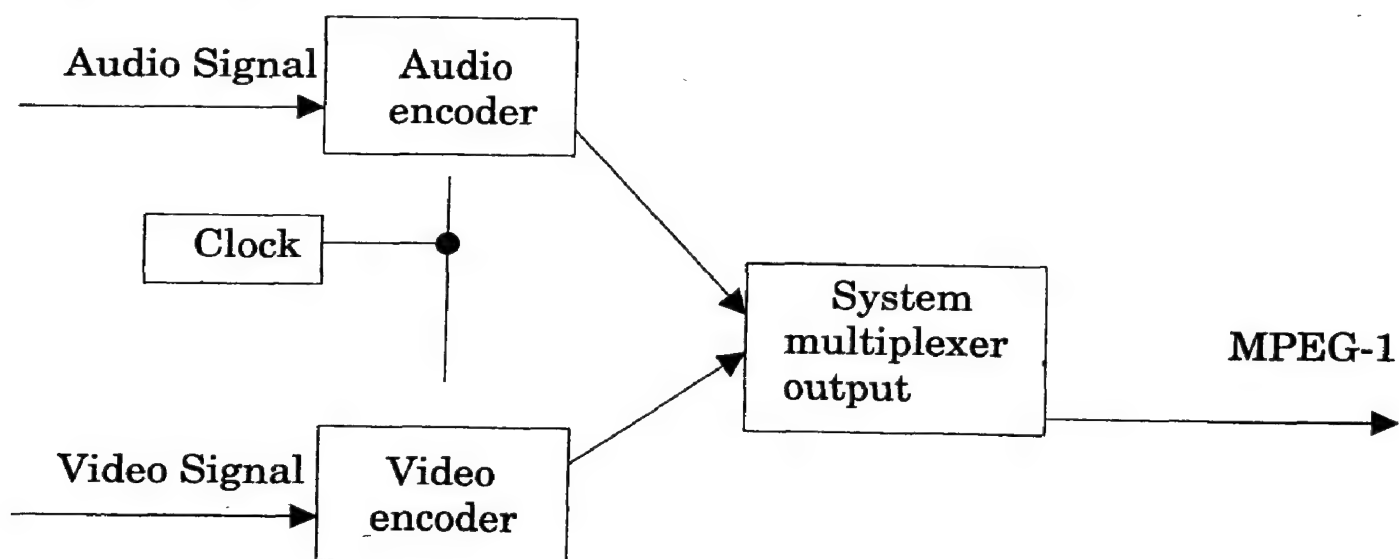 Audio Signal
Audio
encoder
Clock
System
multiplexer
output
MPEG-1
Video Signal
Video
encoder